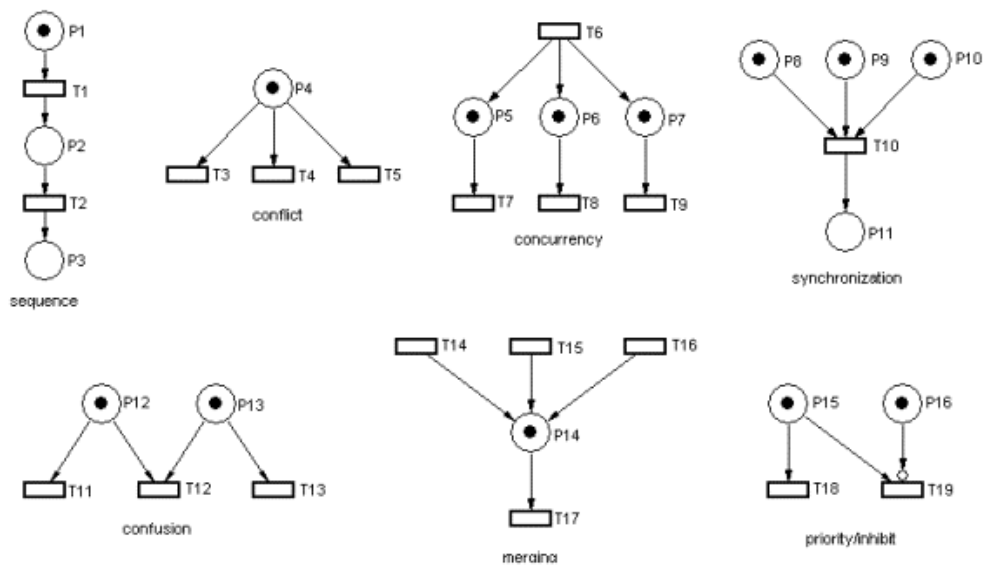 P1
T1
P2
T2
P3
sequence
P4
T3
T4
T5
conflict
T6
P5
P6
P7
T7
T8
T9
concurrency
P8
P9
P10
T10
P11
synchronization
P12
P13
T11
T12
T13
confusion
T14
T15
T16
P14
T17
merging
P15
P16
T18
T19
priority/inhibit